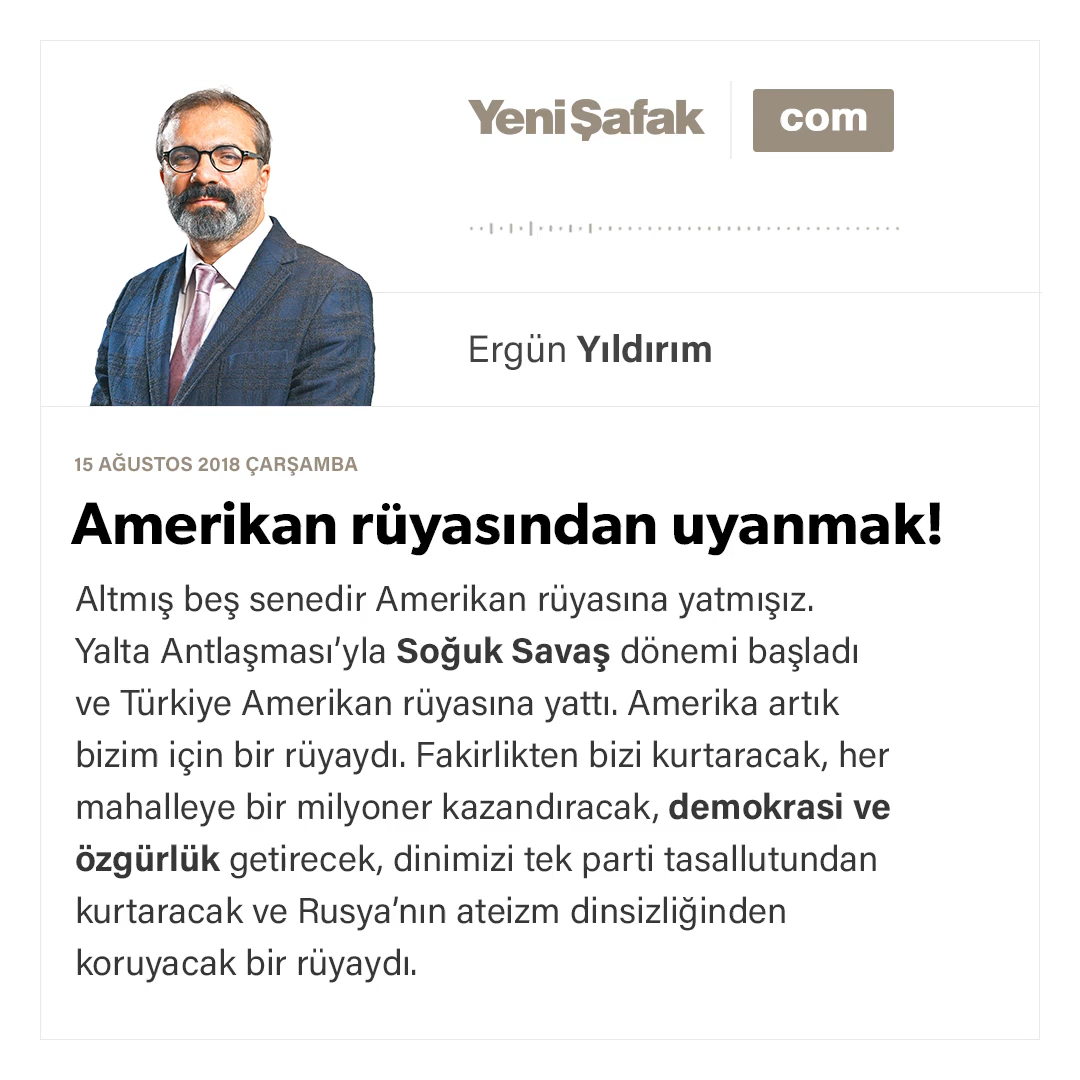 YeniŞafak com
Ergün Yıldırım
15 AĞUSTOS 2018 ÇARŞAMBA
Amerikan rüyasından uyanmak!
Altmış beş senedir Amerikan rüyasına yatmışız.
Yalta Antlaşması’yla Soğuk Savaş dönemi başladı
ve Türkiye Amerikan rüyasına yattı. Amerika artık
bizim için bir rüyaydı. Fakirlikten bizi kurtaracak, her
mahalleye bir milyoner kazandıracak, demokrasi ve
özgürlük getirecek, dinimizi tek parti tasallutundan
kurtaracak ve Rusya’nın ateizm dinsizliğinden
koruyacak bir rüyaydı.